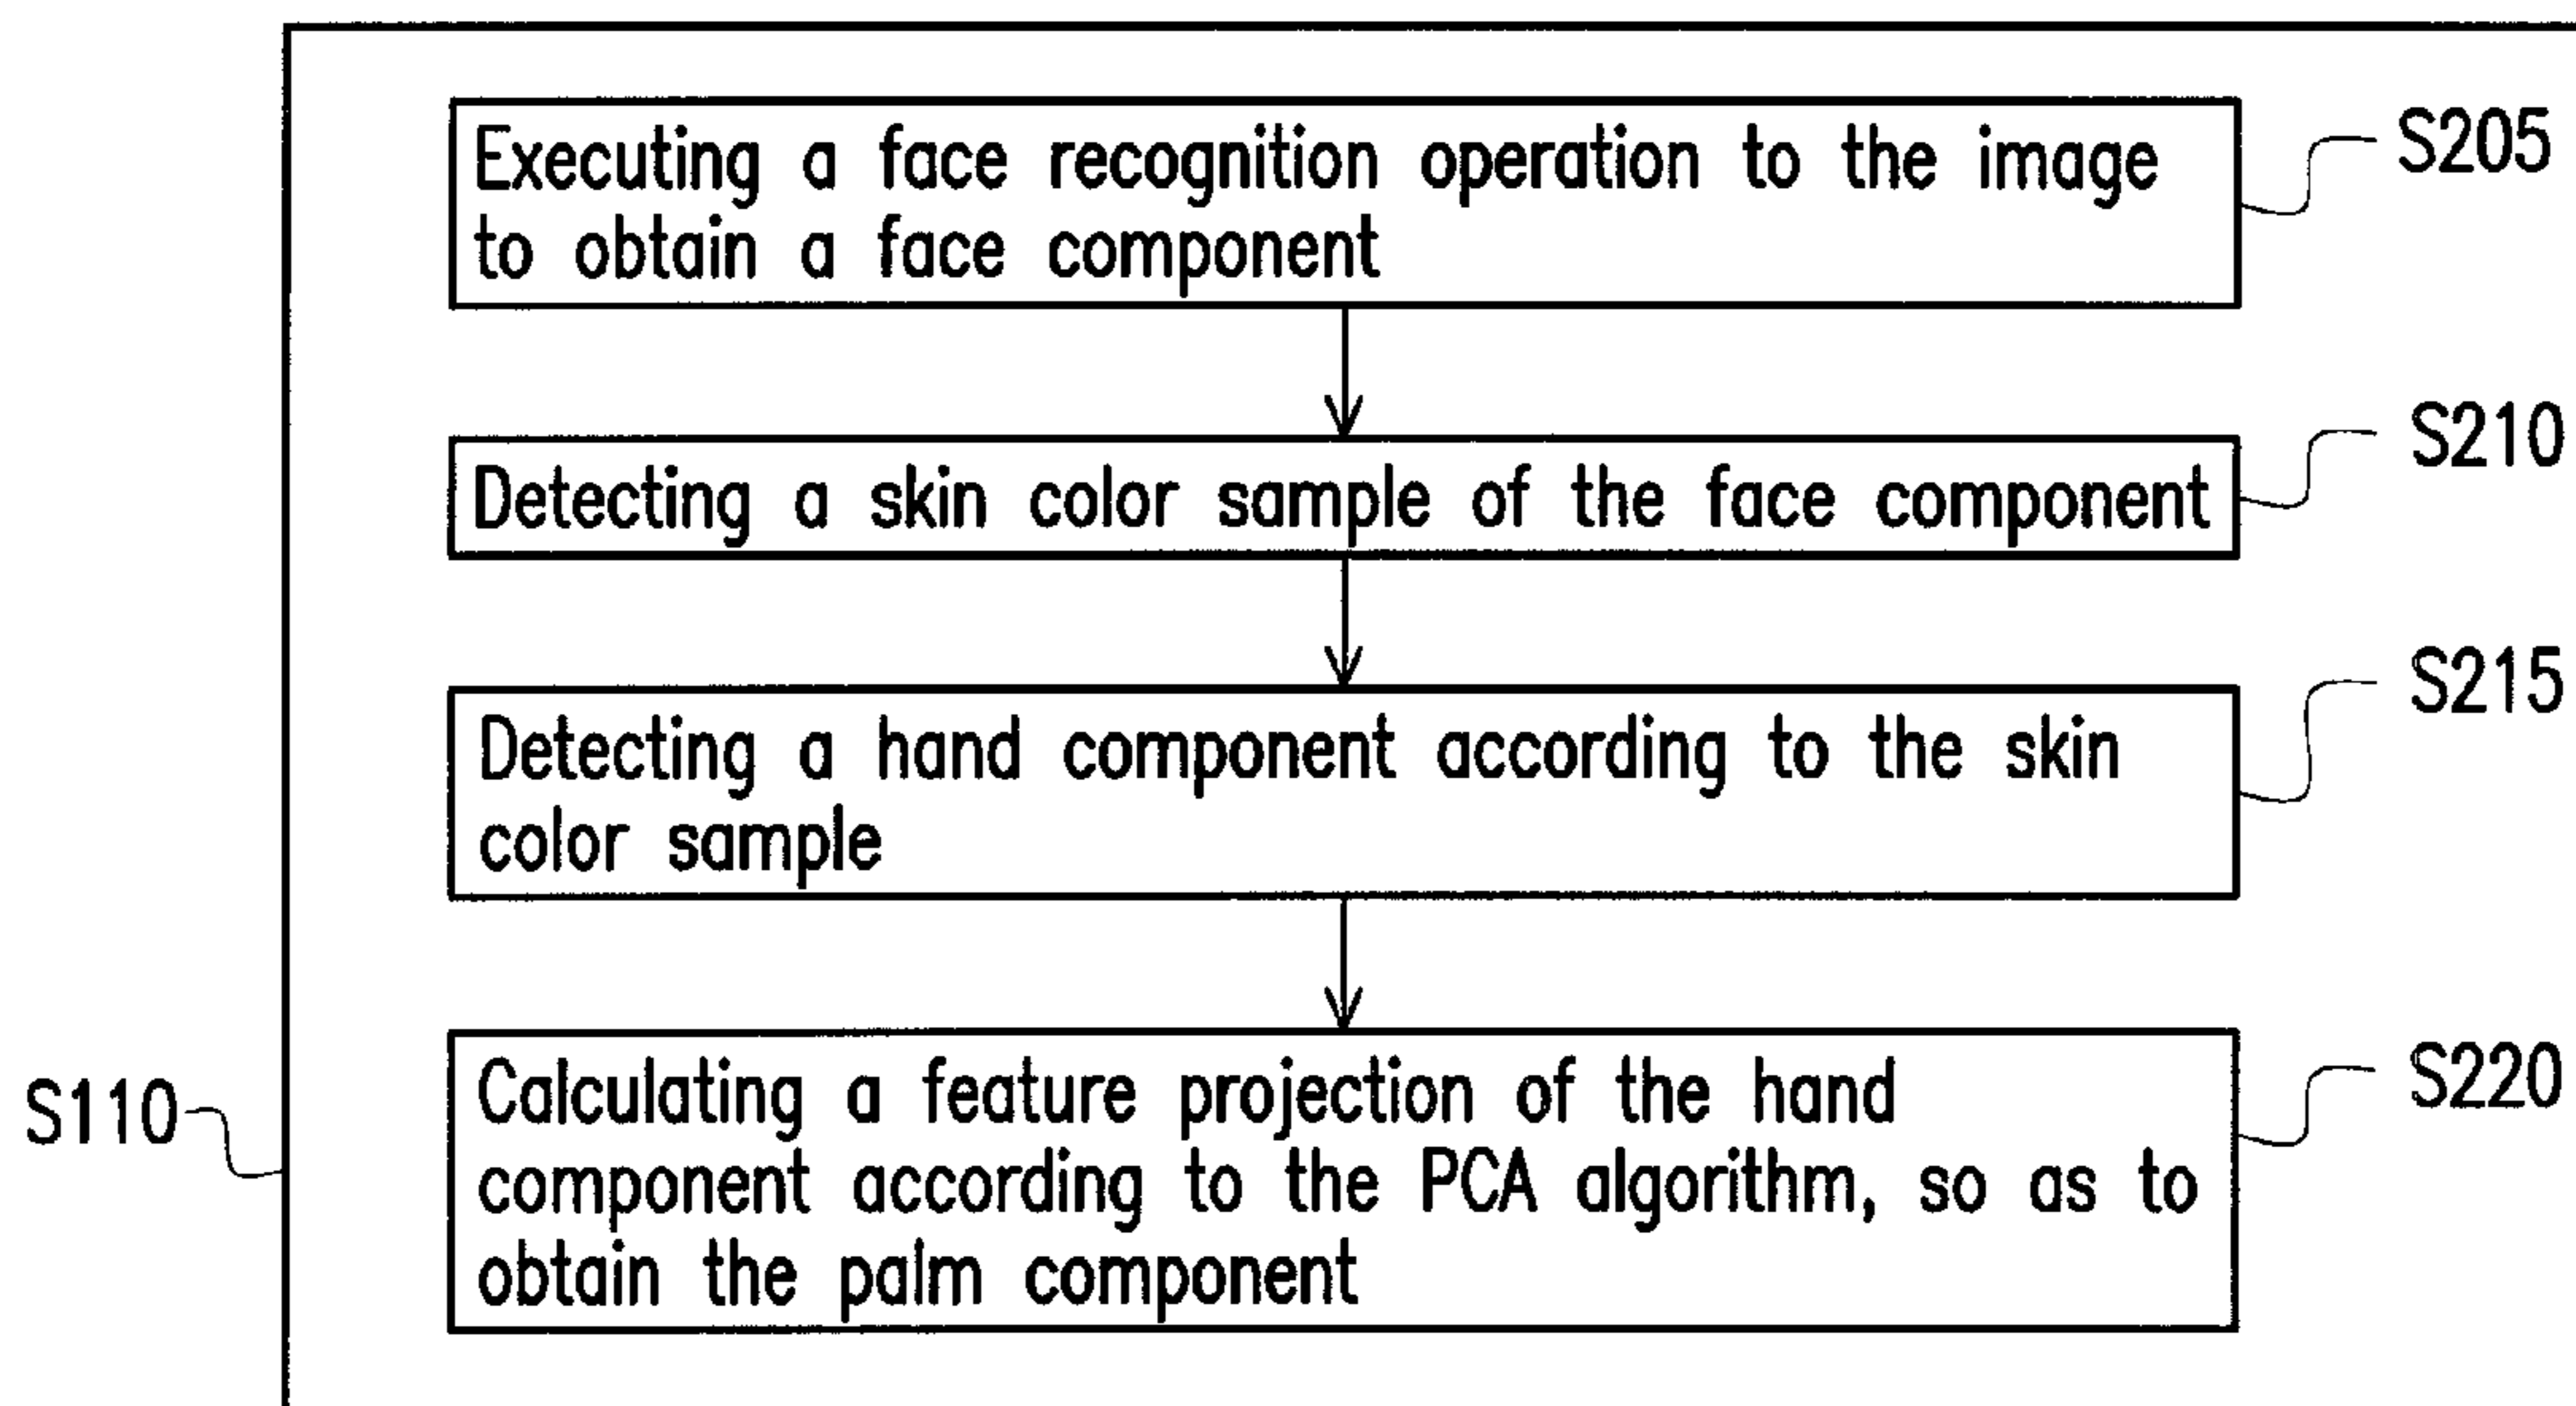 Executing a face recognition operation to the image
to obtain a face component
S205
Detecting a skin color sample of the face component
S210
Detecting a hand component according to the skin
color sample
S215
Calculating a feature projection of the hand
component according to the PCA algorithm, so as to
obtain the palm component
S220
S110